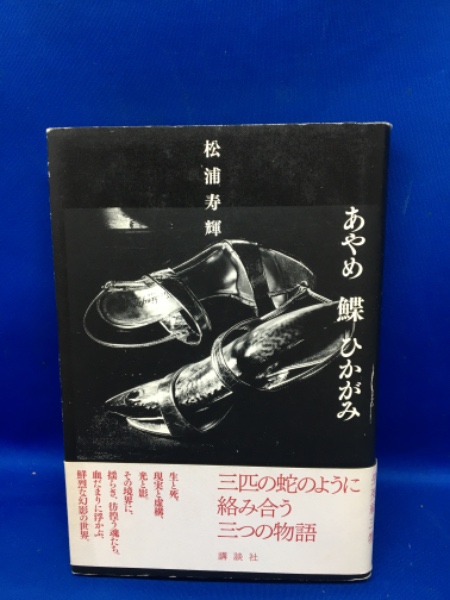 松浦寿輝
あやめ 鰈 ひかがみ
三匹の蛇のように
絡み合う
三つの物語
講談社
生と死、
現実と虚構、
光と影、
その境界に、
揺らぎ、彷徨う魂たち。
血だまりに浮かぶ、
鮮烈な幻影の世界。